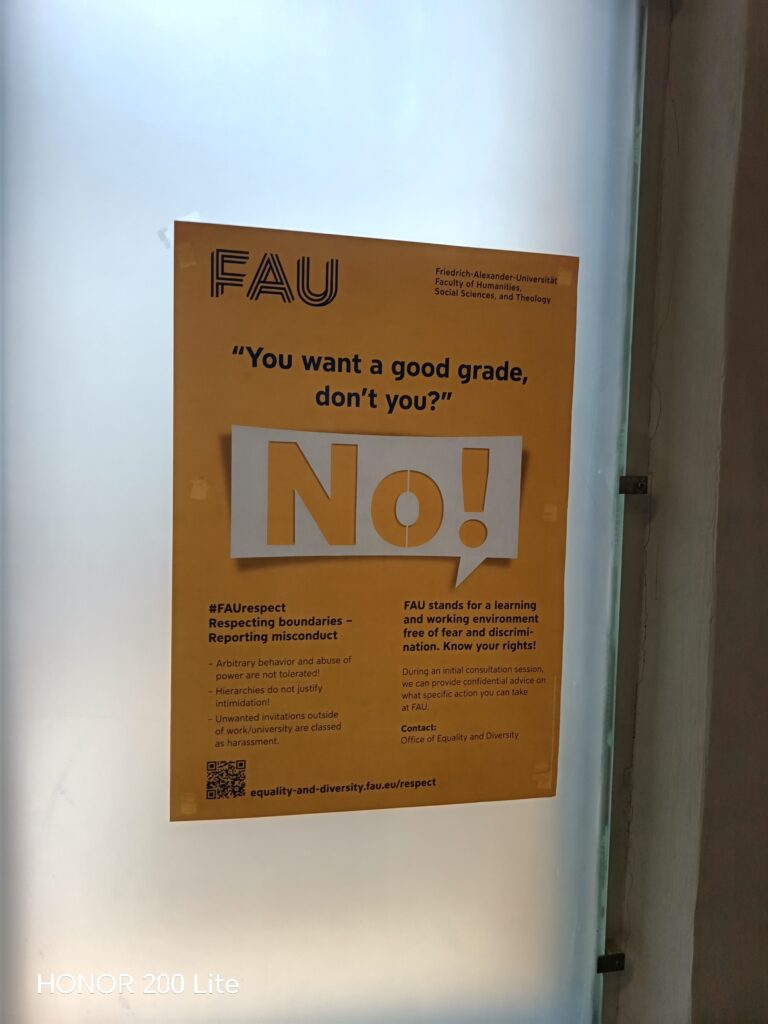 FAU
Friedrich-Alexander-Universität
Faculty of Humanities,
Social Sciences, and Theology
“You want a good grade,
don’t you?”
No!
#FAUrespect
Respecting boundaries –
Reporting misconduct
– Arbitrary behavior and abuse of
power are not tolerated!
– Hierarchies do not justify
intimidation!
– Unwanted invitations outside
of work/university are classed
as harassment.
FAU stands for a learning
and working environment
free of fear and discrimi-
nation. Know your rights!
During an initial consultation session,
we can provide confidential advice on
what specific action you can take
at FAU.
Contact:
Office of Equality and Diversity
equality-and-diversity.fau.eu/respect
HONOR 200 Lite